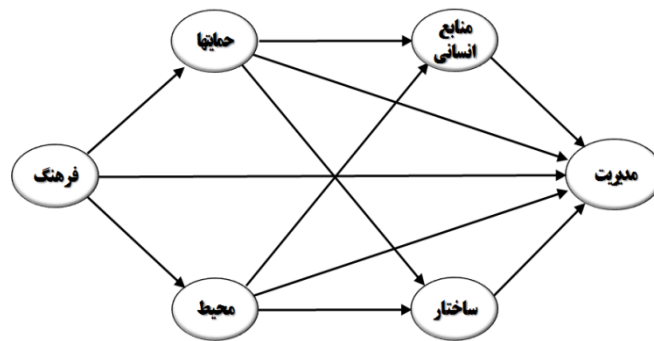 حمایتها
منابع
انسانی
فرهنگ
مدیریت
محیط
ساختار